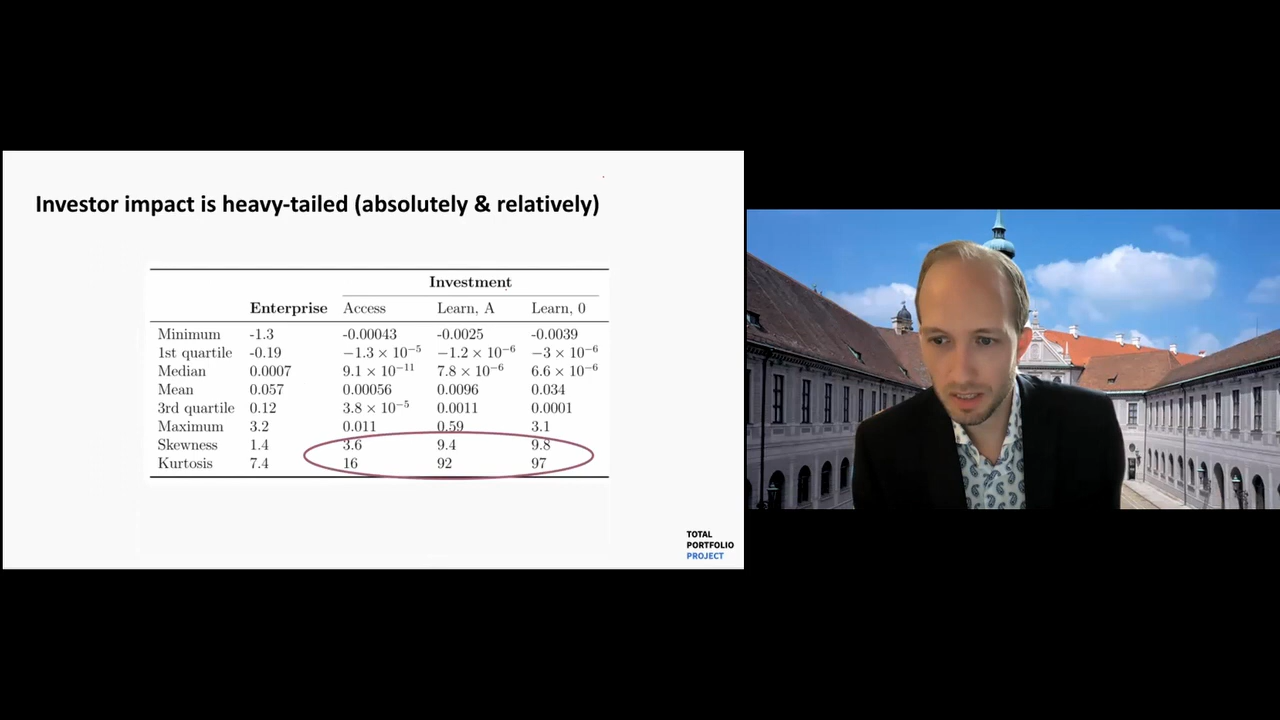 Investor impact is heavy-tailed (absolutely & relatively)
Investment
Enterprise Access Learn, A Learn, 0
Minimum -1.3 -0.00043 -0.0025 -0.0039
1st quartile -0.19 −1.3 × 10⁻⁵ −1.2 × 10⁻⁶ −3 × 10⁻⁶
Median 0.0007 9.1 × 10⁻¹¹ 7.8 × 10⁻⁶ 6.6 × 10⁻⁶
Mean 0.057 0.00056 0.0096 0.034
3rd quartile 0.12 3.8 × 10⁻⁵ 0.0011 0.0001
Maximum 3.2 0.011 0.59 3.1
Skewness 1.4 3.6 9.4 9.8
Kurtosis 7.4 16 92 97
TOTAL
PORTFOLIO
PROJECT